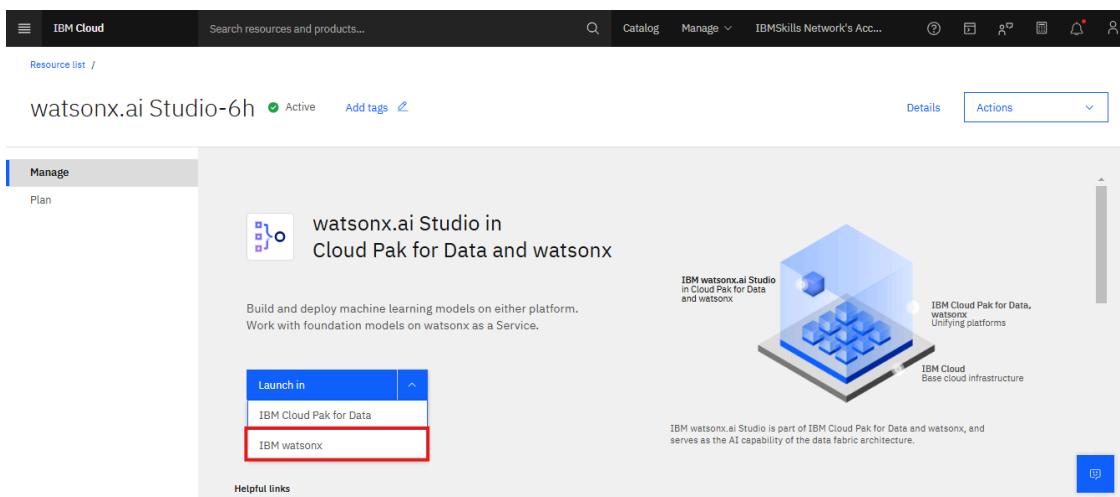 IBM Cloud
Search resources and products...
Catalog
Manage
IBMSkills Network's Acc...
Resource list /
watsonx.ai Studio-6h
Active
Add tags
Details
Actions
Manage
Plan
watsonx.ai Studio in
Cloud Pak for Data and watsonx
Build and deploy machine learning models on either platform.
Work with foundation models on watsonx as a Service.
Launch in
IBM Cloud Pak for Data
IBM watsonx
Helpful links
IBM watsonx.ai Studio
in Cloud Pak for Data
and watsonx
IBM Cloud Pak for Data,
watsonx
Unifying platforms
IBM Cloud
Base cloud infrastructure
IBM watsonx.ai Studio is part of IBM Cloud Pak for Data and watsonx, and
serves as the AI capability of the data fabric architecture.